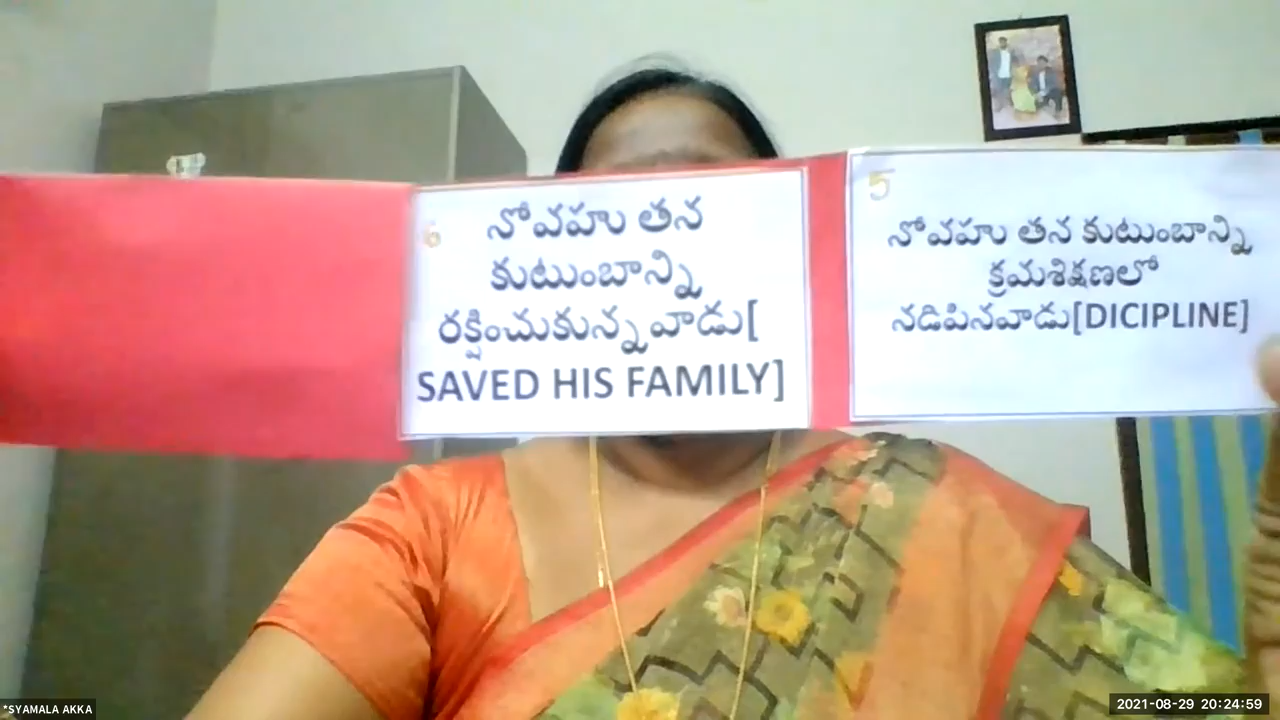 6
నోవహు తన
కుటుంబాన్ని
రక్షించుకున్నవాడు[
SAVED HIS FAMILY]
5
నోవహు తన కుటుంబాన్ని
క్రమశిక్షణలో
నడిపినవాడు[DICIPLINE]
*SYAMALA AKKA
2021-08-29 20:24:59